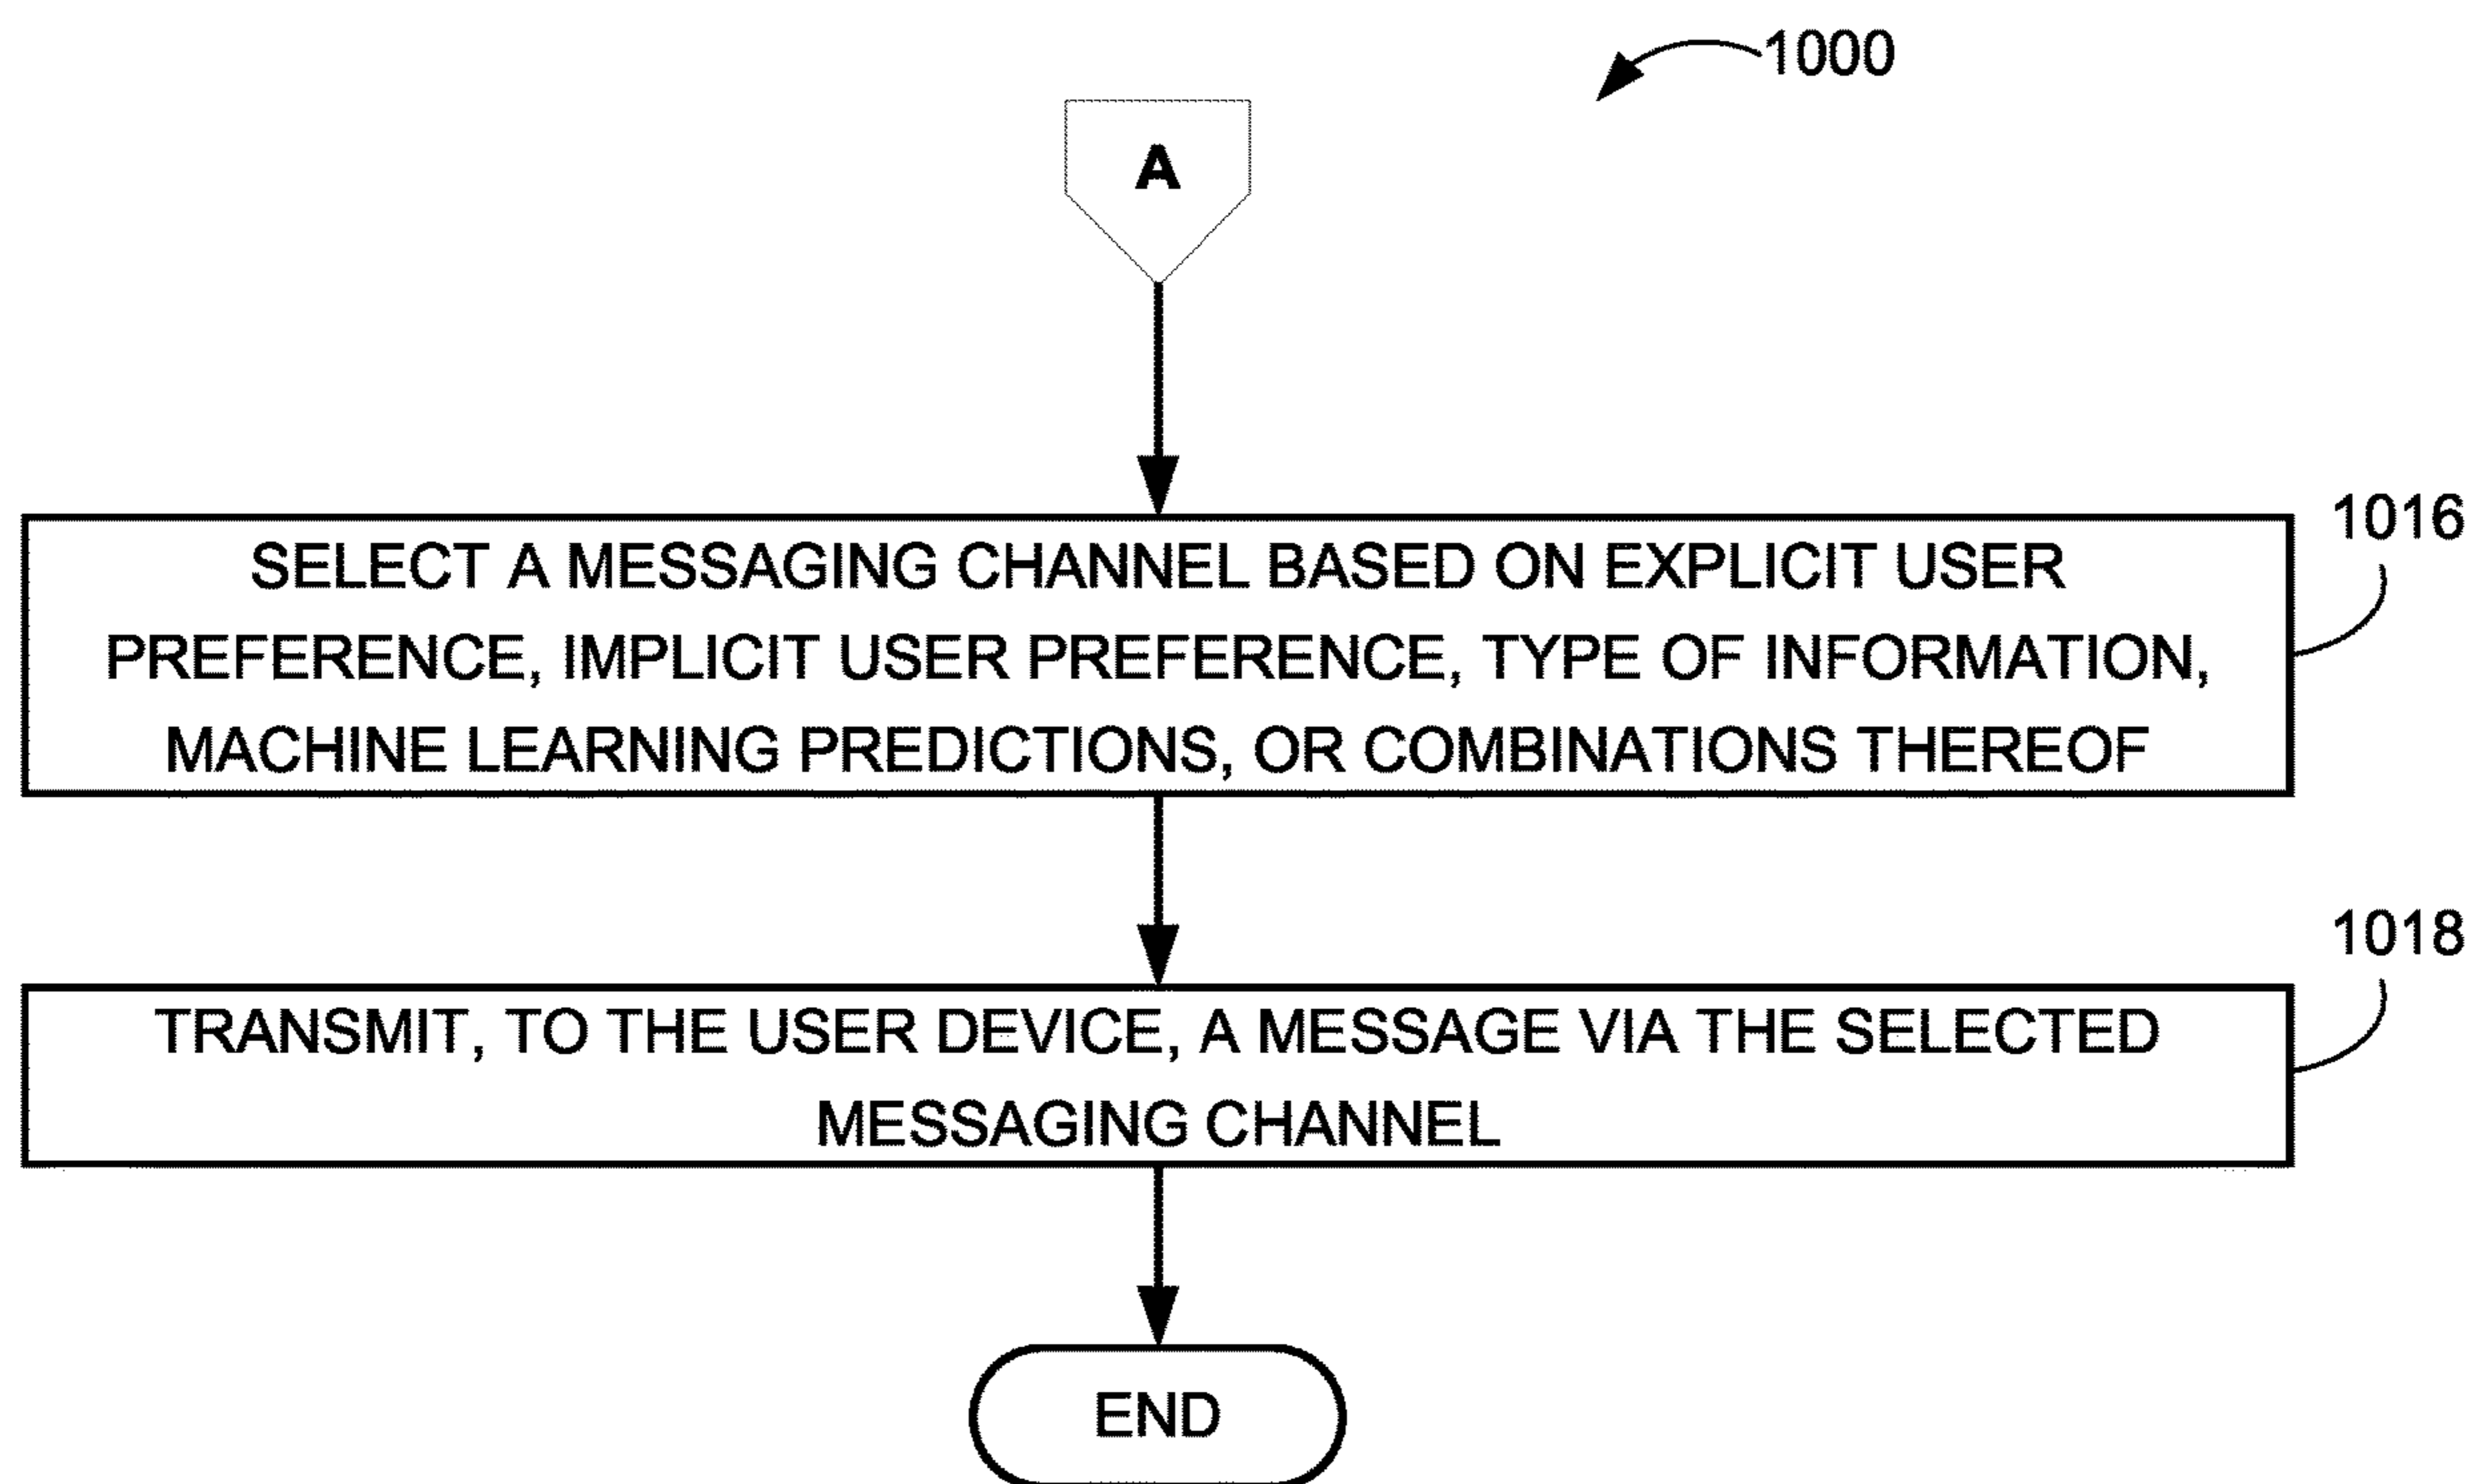 1000
A
1016
SELECT A MESSAGING CHANNEL BASED ON EXPLICIT USER
PREFERENCE, IMPLICIT USER PREFERENCE, TYPE OF INFORMATION,
MACHINE LEARNING PREDICTIONS, OR COMBINATIONS THEREOF
1018
TRANSMIT, TO THE USER DEVICE, A MESSAGE VIA THE SELECTED
MESSAGING CHANNEL
END